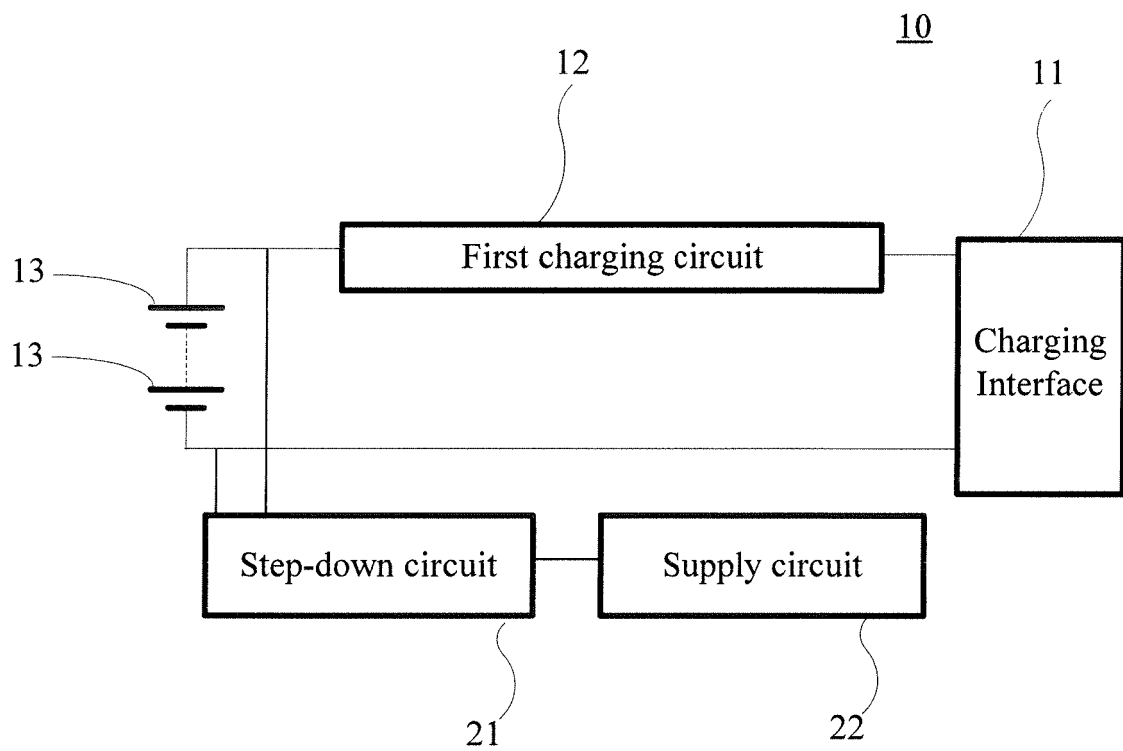 10
12
11
First charging circuit
13
13
Charging
Interface
Step-down circuit
Supply circuit
21
22